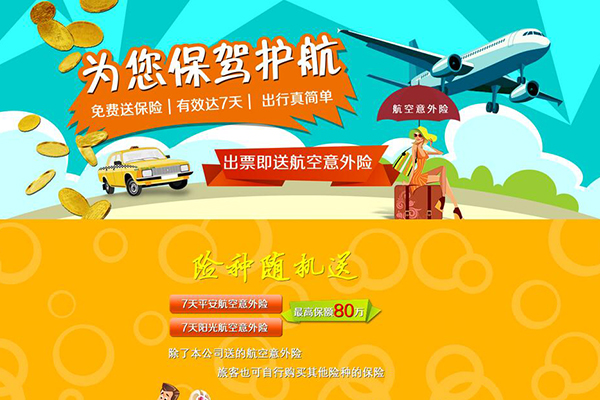 为您保驾护航
免费送保险|有效达7天| 出行真简单
航空意外险
出票即送航空意外险
险种随机送
7天平安航空意外险
最高保障80万
7天阳光航空意外险
除了本公司送的航空意外险
旅客也可自行购买其他险种的保险